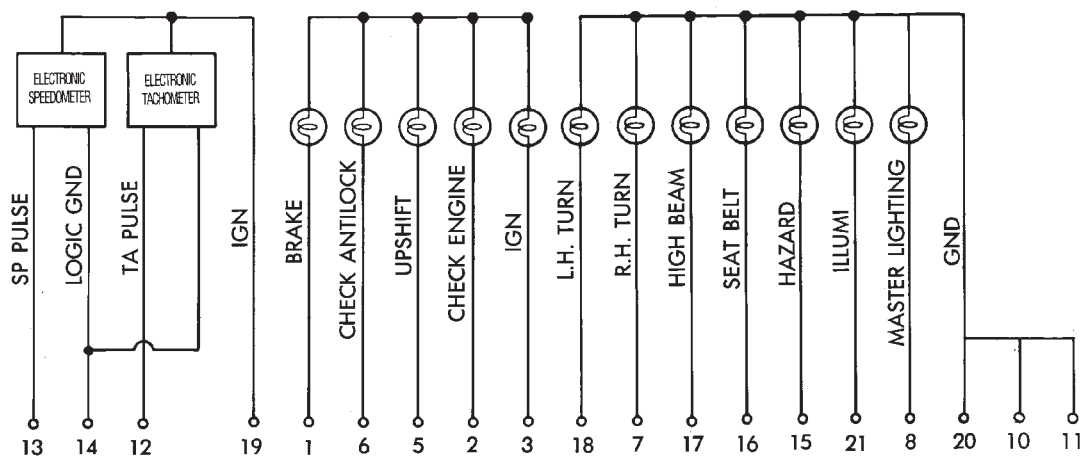 ELECTRONIC
SPEEDOMETER
ELECTRONIC
TACHOMETER
SP PULSE
LOGIC GND
TA PULSE
IGN
BRAKE
CHECK ANTILOCK
UPSHIFT
CHECK ENGINE
IGN
L.H. TURN
R.H. TURN
HIGH BEAM
SEAT BELT
HAZARD
ILLUMI
MASTER LIGHTING
GND
13 14 12 19 1 6 5 2 3 18 7 17 16 15 21 8 20 10 11